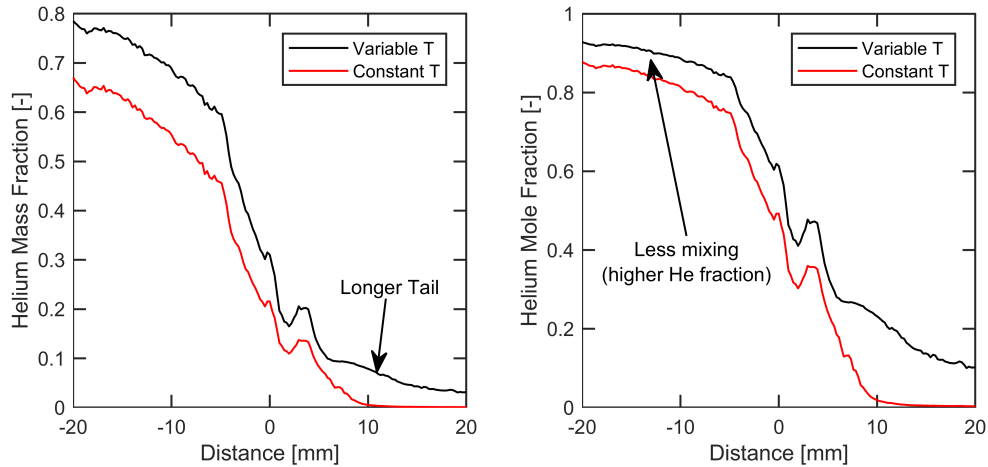 0.8
0.7
0.6
0.5
0.4
0.3
0.2
0.1
0
-20
-10
0
10
20
Helium Mass Fraction [-]
Distance [mm]
Variable T
Constant T
Longer Tail
1
0.8
0.6
0.4
0.2
0
-20
-10
0
10
20
Helium Mole Fraction [-]
Distance [mm]
Variable T
Constant T
Less mixing
(higher He fraction)